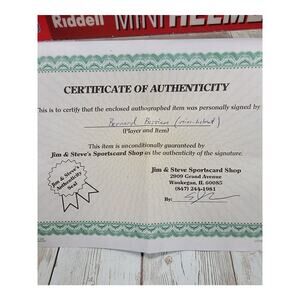 Riddell MINI HELMET
CERTIFICATE OF AUTHENTICITY
This is to certify that the enclosed autographed item was personally signed by
Bernard Berrian (mini-helmet)
(Player and Item)
This item is unconditionally guaranteed by
Jim & Steve's Sportscard Shop as the authenticity of the signature.
Jim & Steve's
Authenticity
Seal
Jim & Steve Sportscard Shop
2909 Grand Avenue
Waukegan, IL 60085
(847) 244-1981
By: